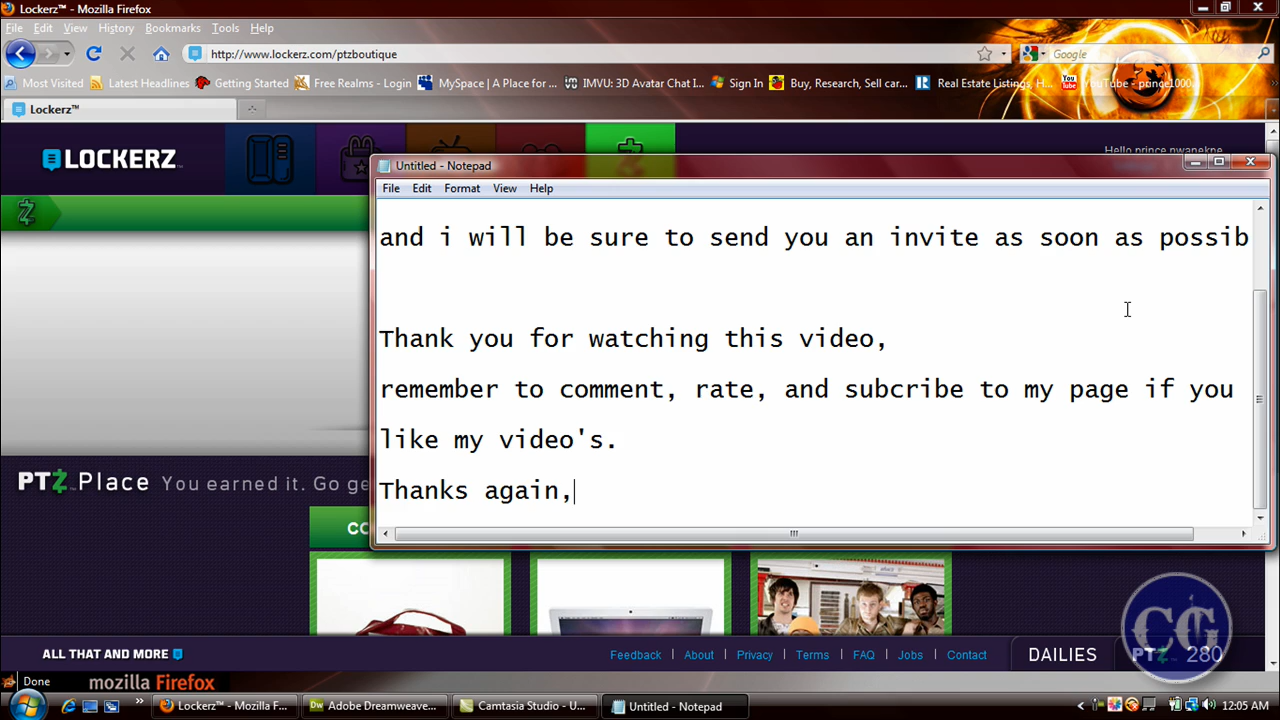 Lockerz™ - Mozilla Firefox
File Edit View History Bookmarks Tools Help
http://www.lockerz.com/ptzboutique
Google
Most Visited Latest Headlines Getting Started Free Realms - Login MySpace | A Place for ... IMVU: 3D Avatar Chat I... Sign In Buy, Research, Sell car... Real Estate Listings, H... YouTube - prince1000...
Lockerz™
LOCKERZ
Hello prince nwanekne
Untitled - Notepad
File Edit Format View Help
and i will be sure to send you an invite as soon as possib
Thank you for watching this video,
remember to comment, rate, and subcribe to my page if you
like my video's.
Thanks again,
PTZ Place You earned it. Go ge
CO
ALL THAT AND MORE
Feedback About Privacy Terms FAQ Jobs Contact
DAILIES PTZ 280
CG
Done
mozilla Firefox
Lockerz™ - Mozilla F... Adobe Dreamweave... Camtasia Studio - U... Untitled - Notepad 12:05 AM